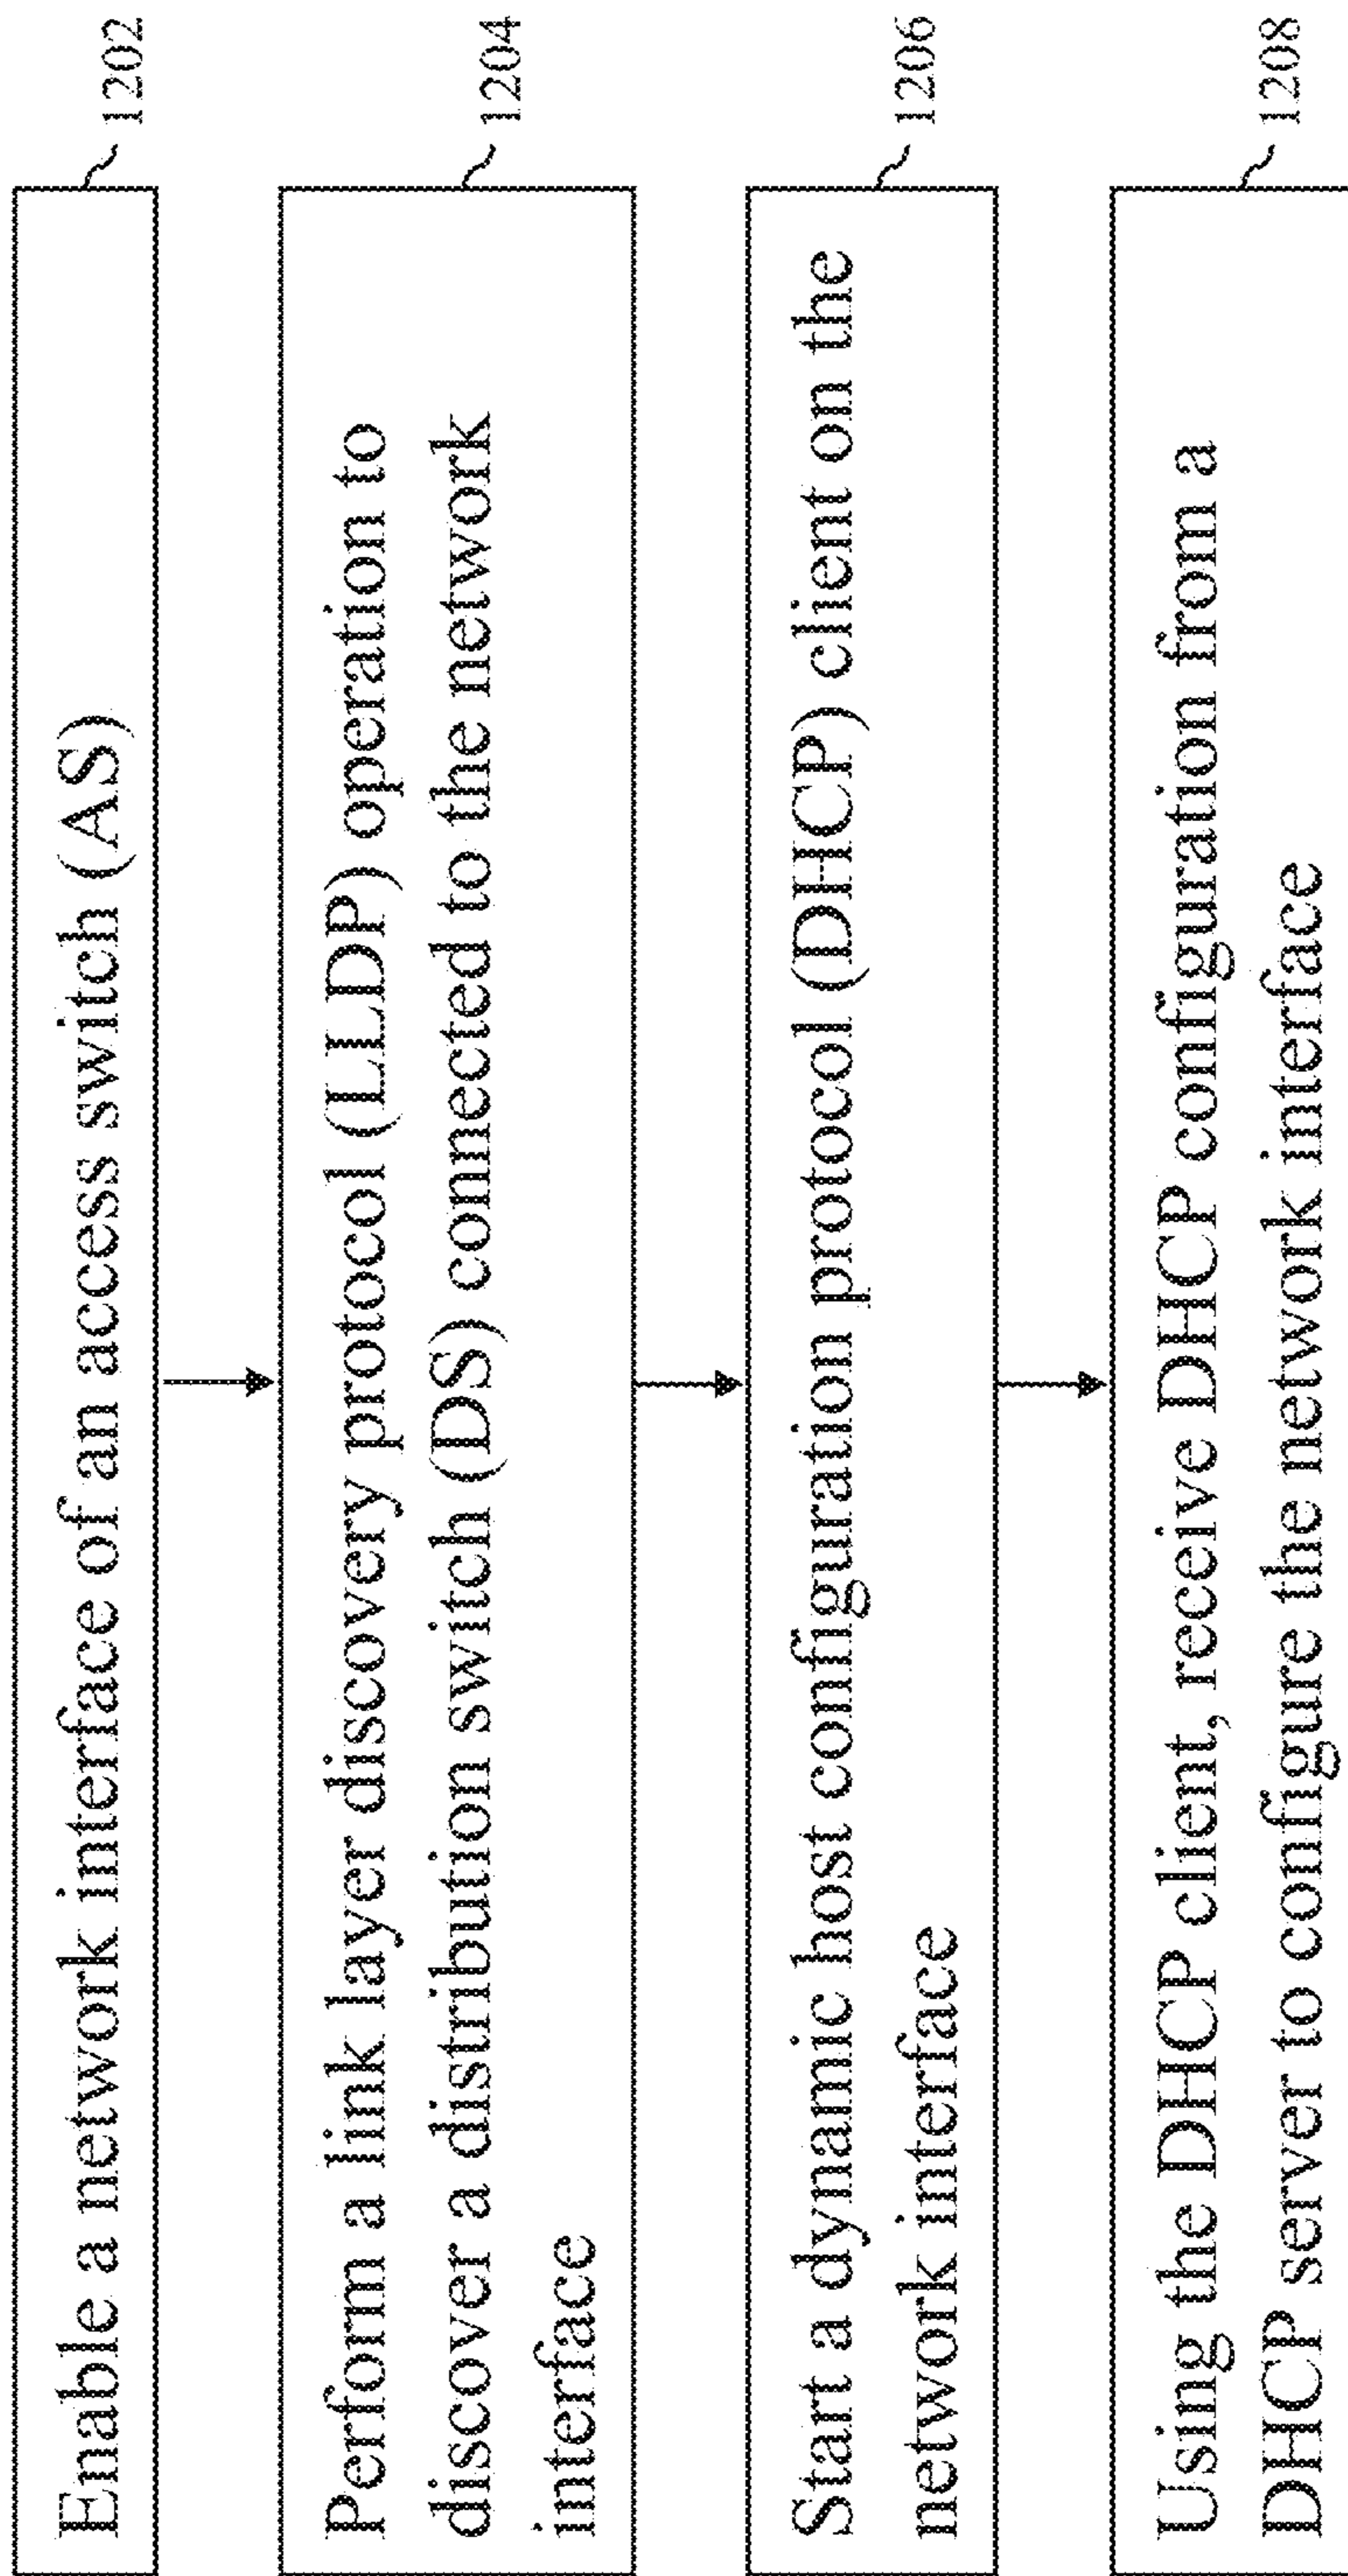 Enable a network interface of an access switch (AS)
1202
Perform a link layer discovery protocol (LLDP) operation to
discover a distribution switch (DS) connected to the network
interface
1204
Start a dynamic host configuration protocol (DHCP) client on the
network interface
1206
Using the DHCP client, receive DHCP configuration from a
DHCP server to configure the network interface
1208